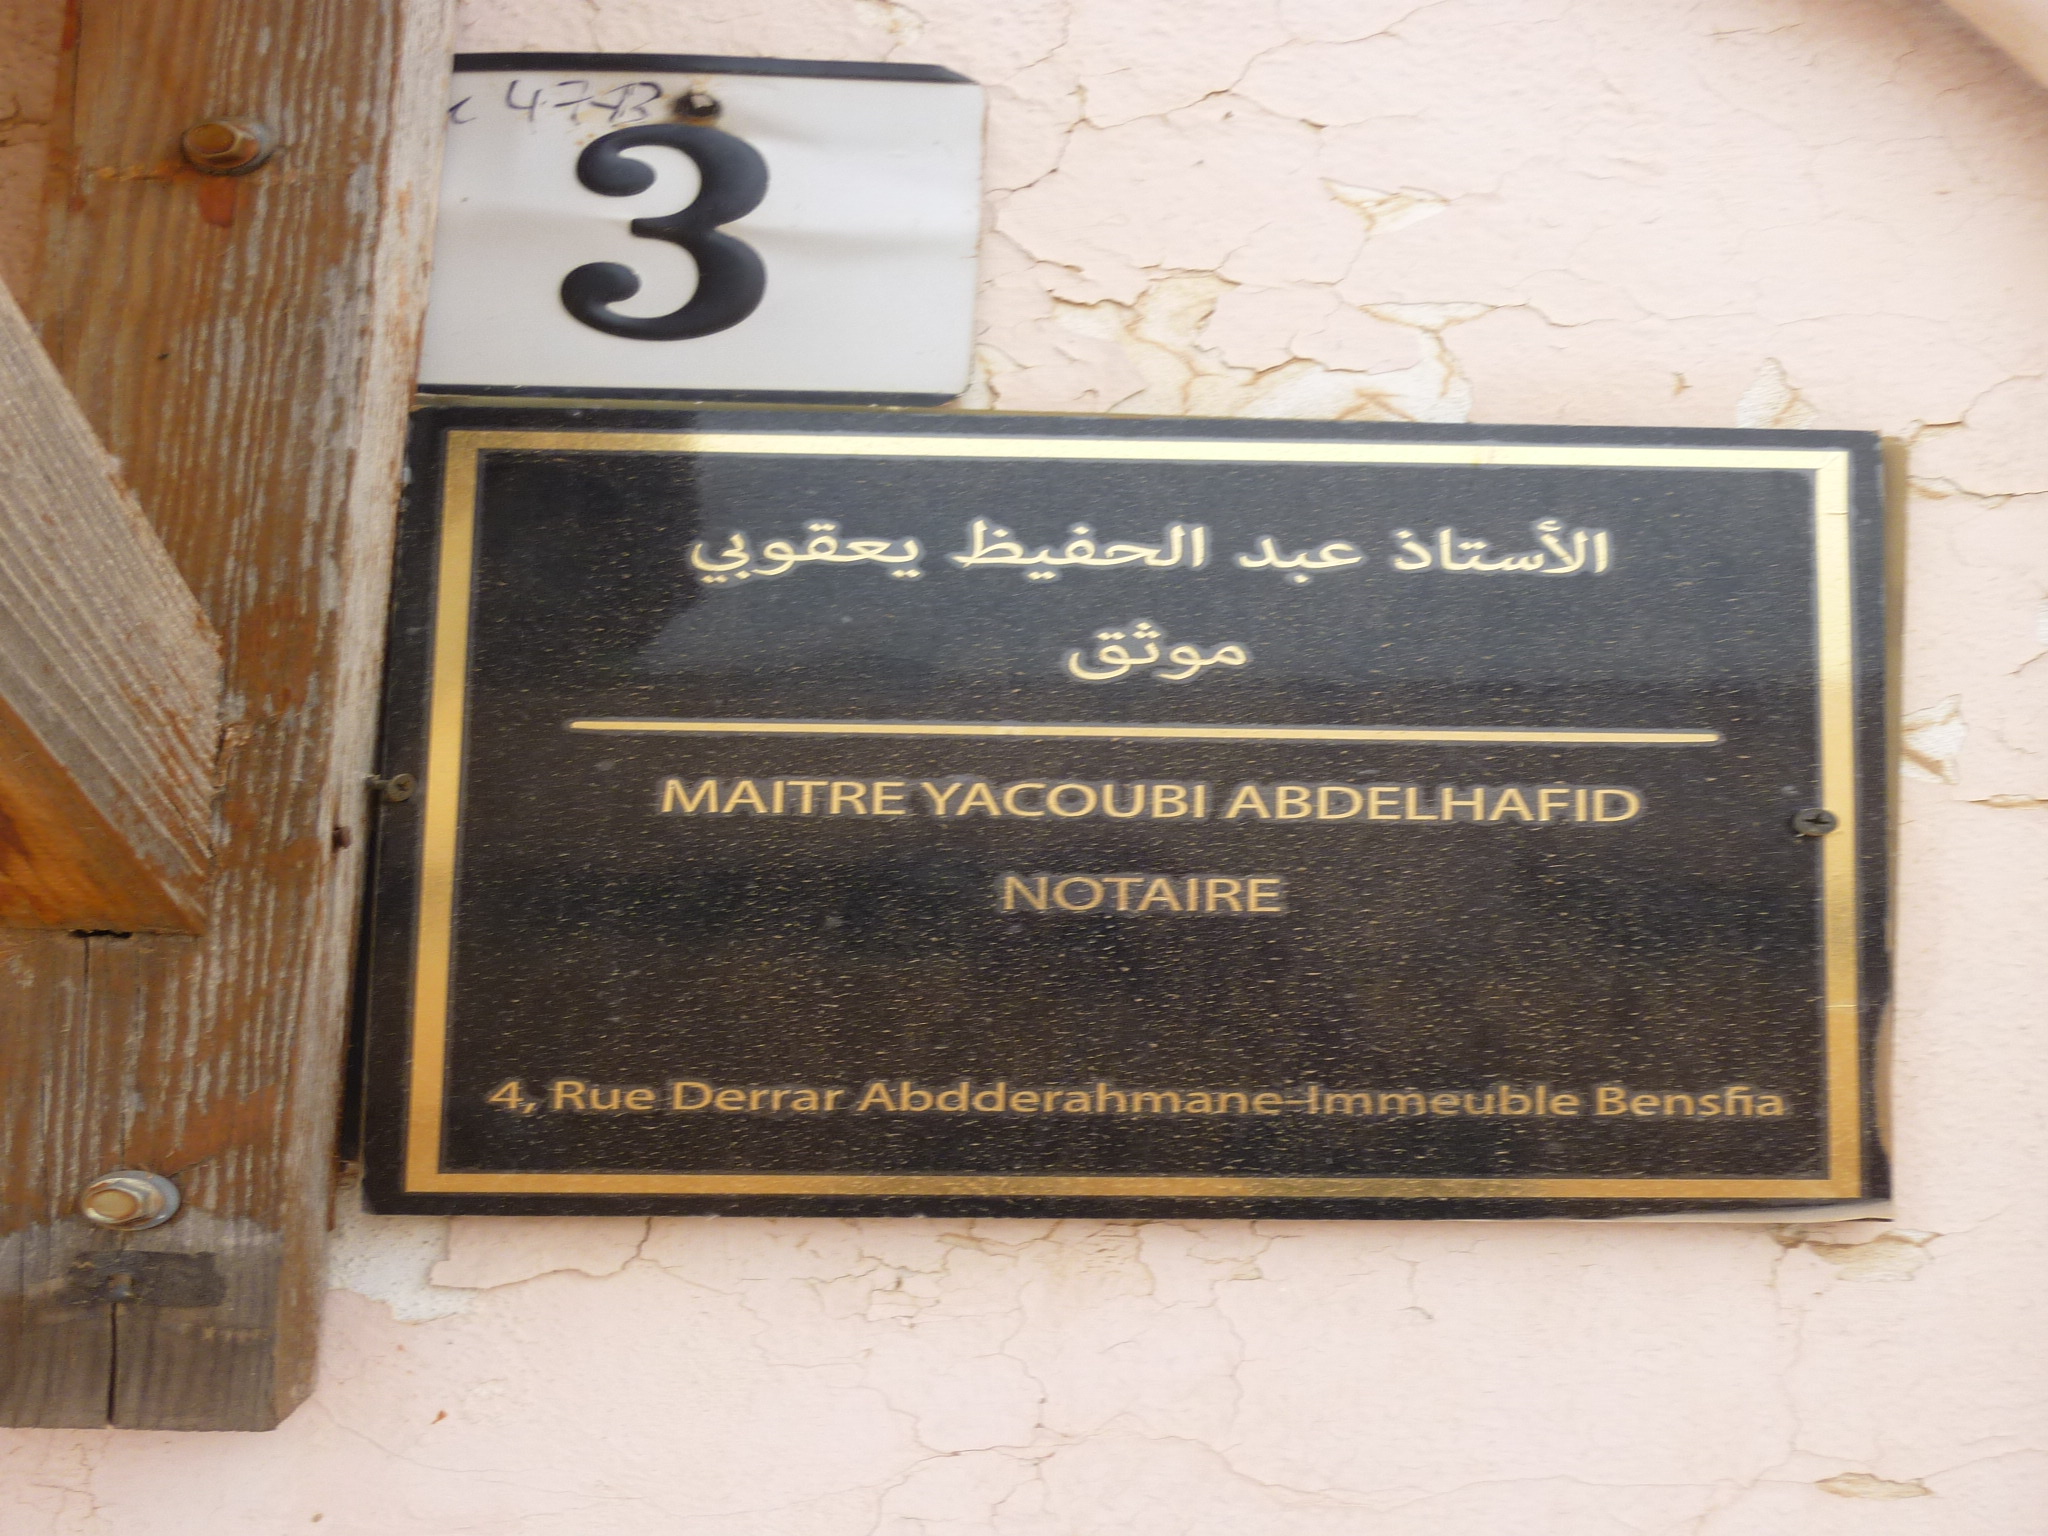 3
الأستاذ عبد الحفيظ يعقوبي
موثق
MAITRE YACOUBI ABDELHAFID
NOTAIRE
4, Rue Derrar Abdderahmane-Immeuble Bensfia